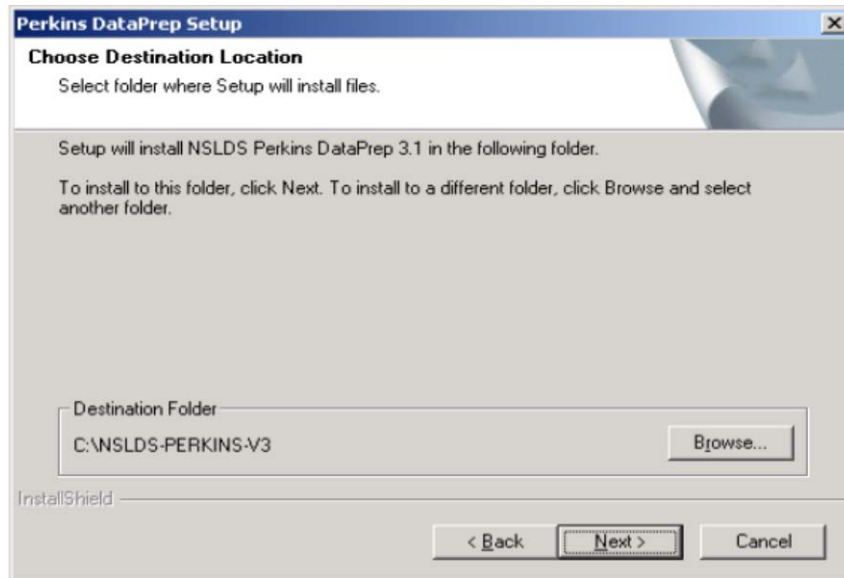 Perkins DataPrep Setup
Choose Destination Location
Select folder where Setup will install files.
Setup will install NSLDS Perkins DataPrep 3.1 in the following folder.
To install to this folder, click Next. To install to a different folder, click Browse and select
another folder.
Destination Folder
C:\NSLDS-PERKINS-V3
Browse...
InstallShield
< Back
Next >
Cancel